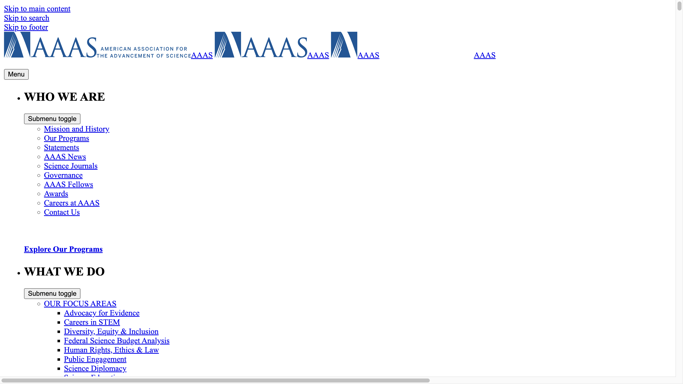 Skip to main content
Skip to search
Skip to footer
AAAS AMERICAN ASSOCIATION FOR THE ADVANCEMENT OF SCIENCE AAAS AAAS AAAS AAAS AAAS
Menu
WHO WE ARE
Submenu toggle
Mission and History
Our Programs
Statements
AAAS News
Science Journals
Governance
AAAS Fellows
Awards
Careers at AAAS
Contact Us
Explore Our Programs
WHAT WE DO
Submenu toggle
OUR FOCUS AREAS
Advocacy for Evidence
Careers in STEM
Diversity, Equity & Inclusion
Federal Science Budget Analysis
Human Rights, Ethics & Law
Public Engagement
Science Diplomacy